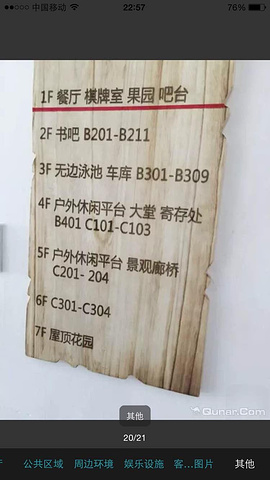 中国移动 22:57 76%
1F 餐厅 棋牌室 果园 吧台
2F 书吧 B201-B211
3F 无边泳池 车库 B301-B309
4F 户外休闲平台 大堂 寄存处
B401 C101-C103
5F 户外休闲平台 景观廊桥
C201- 204
6F C301-C304
7F 屋顶花园
其他
Qunar.Com
20/21
公共区域 周边环境 娱乐设施 客...图片 其他